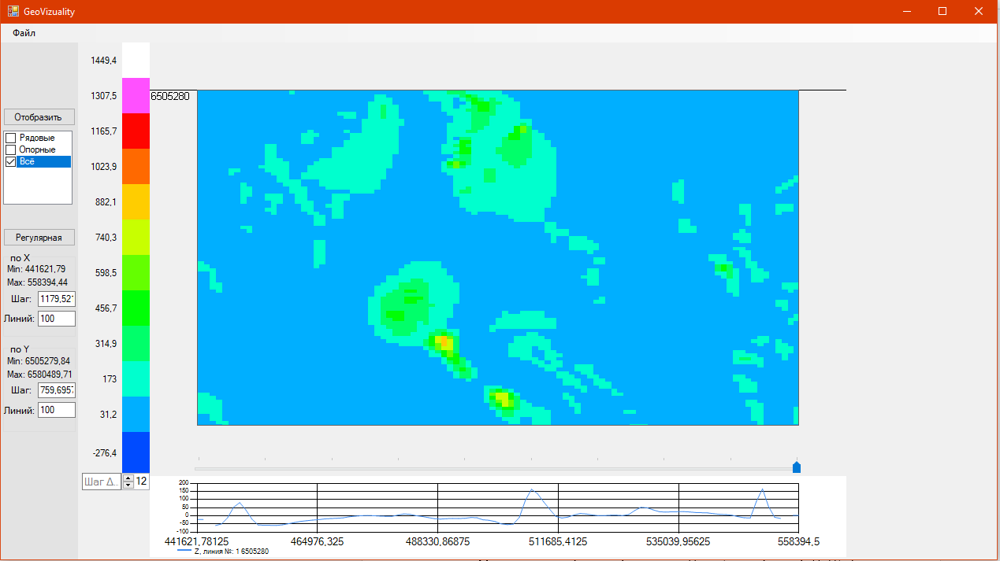 GeoVizuality
Файл
1449,4
1307,5
1165,7
1023,9
882,1
740,3
598,5
456,7
314,9
173
31,2
-276,4
Отобразить
Рядовые
Опорные
Всё
Регулярная
по X
Min: 441621,79
Max: 558394,44
Шаг: 1179,521
Линий: 100
по Y
Min: 6505279,84
Max: 6580489,71
Шаг: 759,6957
Линий: 100
Шаг Δ.. 12
6505280
200
150
100
50
0
-50
-100
441621,78125 464976,325 488330,86875 511685,4125 535039,95625 558394,5
Z, линия №: 1 6505280